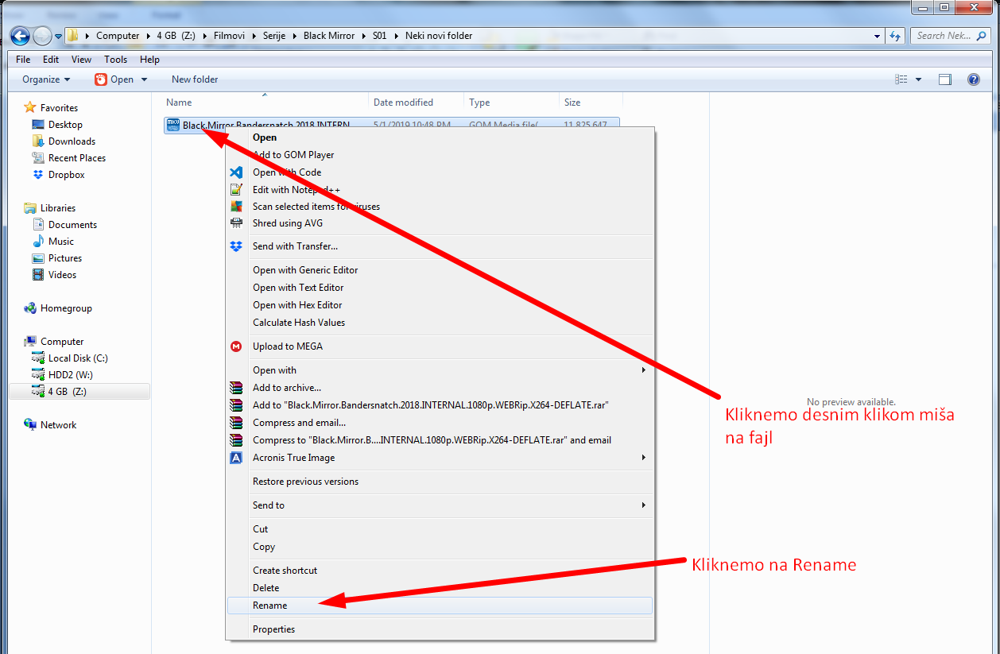 Computer ▸ 4 GB (Z:) ▸ Filmovi ▸ Serije ▸ Black Mirror ▸ S01 ▸ Neki novi folder
Search Nek...
File Edit View Tools Help
Organize Open New folder
Name Date modified Type Size
Favorites
Desktop
Downloads
Recent Places
Dropbox
Libraries
Documents
Music
Pictures
Videos
Homegroup
Computer
Local Disk (C:)
HDD2 (W:)
4 GB (Z:)
Network
MKV Black.Mirror.Bandersnatch.2018.INTERN... 5/1/2019 10:48 PM GOM Media file( 11,825,647
Open
Add to GOM Player
Open with Code
Edit with Notepad++
Scan selected items for viruses
Shred using AVG
Send with Transfer...
Open with Generic Editor
Open with Text Editor
Open with Hex Editor
Calculate Hash Values
Upload to MEGA
Open with
Add to archive...
Add to "Black.Mirror.Bandersnatch.2018.INTERNAL.1080p.WEBRip.X264-DEFLATE.rar"
Compress and email...
Compress to "Black.Mirror.B....INTERNAL.1080p.WEBRip.X264-DEFLATE.rar" and email
Acronis True Image
Restore previous versions
Send to
Cut
Copy
Create shortcut
Delete
Rename
Properties
No preview available.
Kliknemo desnim klikom miša
na fajl
Kliknemo na Rename